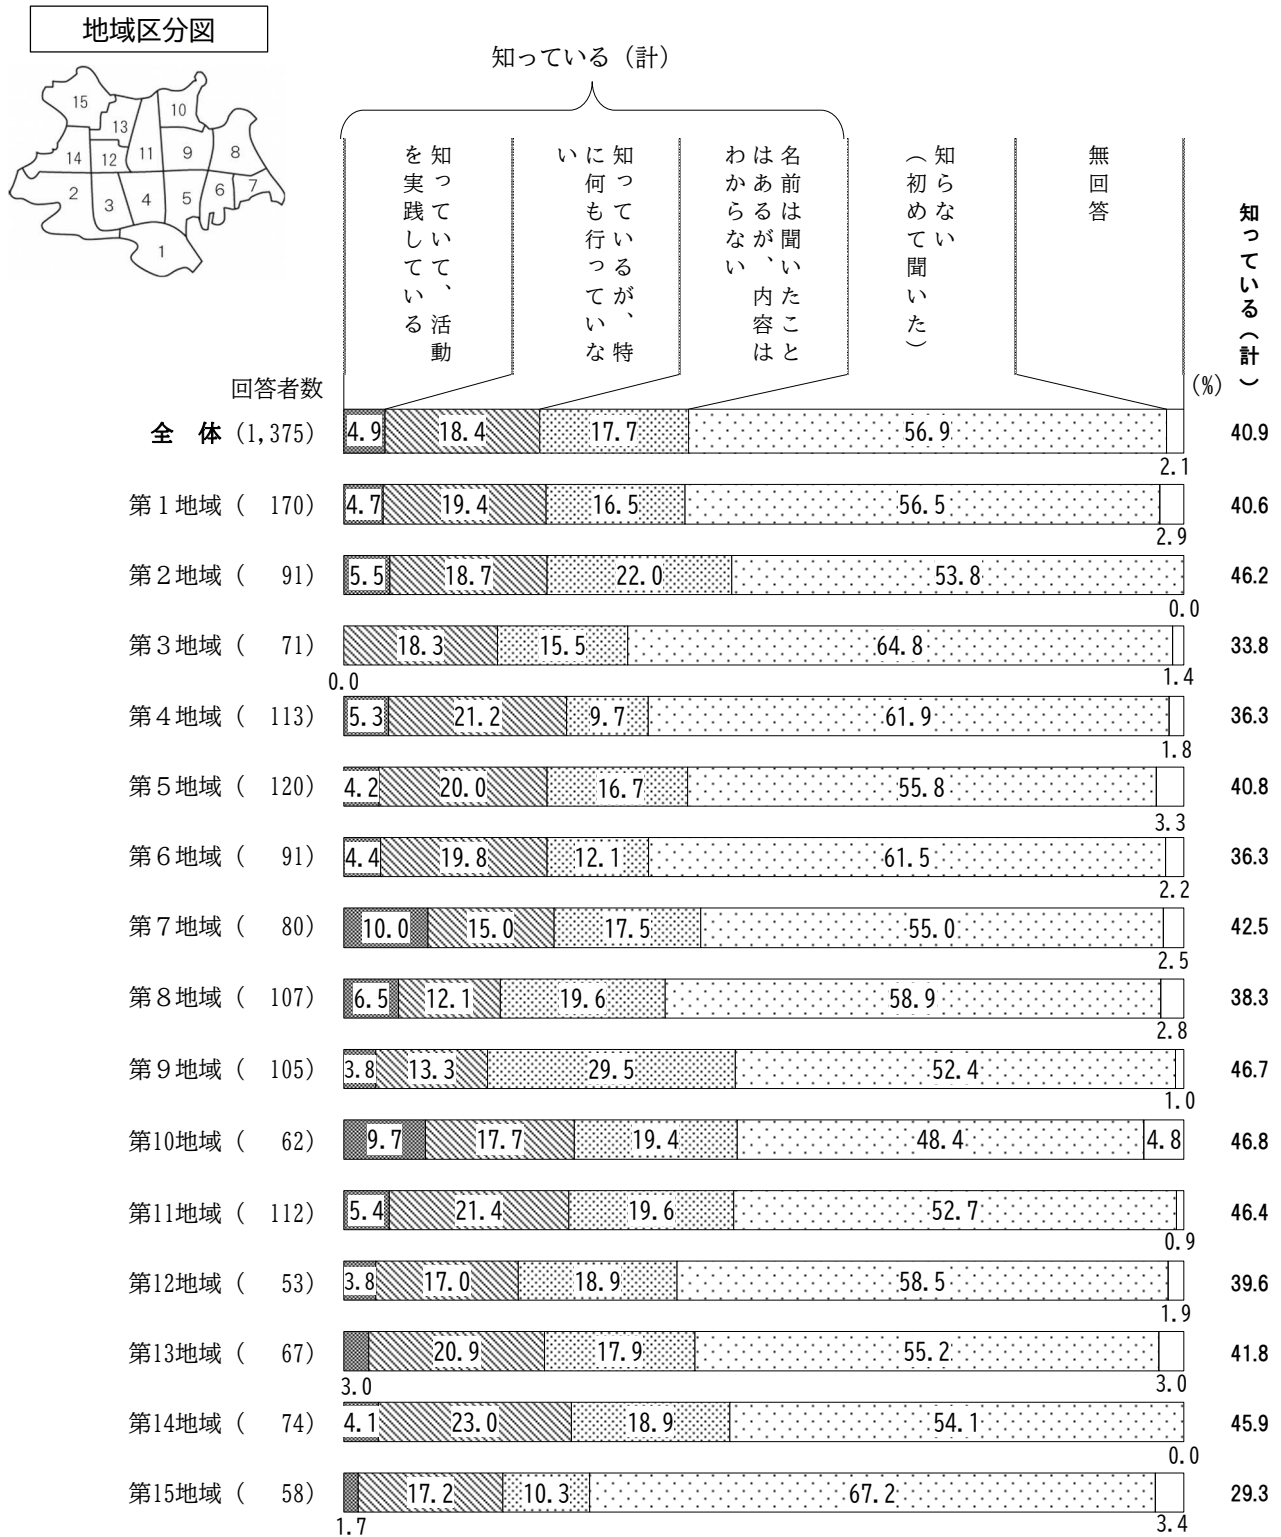 地域区分図
15
10
13
14
12
11
9
8
2
3
4
5
6
7
1
知っている（計）
知っていて、活動
を実践している
知っているが、特
に何も行っていな
い
名前は聞いたこと
はあるが、内容は
わからない
知らない
（初めて聞いた）
無回答
知っている（計）
回答者数
(%)
全　体 (1,375) 4.9 18.4 17.7 56.9 2.1 40.9
第１地域 (　170) 4.7 19.4 16.5 56.5 2.9 40.6
第２地域 (　 91) 5.5 18.7 22.0 53.8 0.0 46.2
第３地域 (　 71) 0.0 18.3 15.5 64.8 1.4 33.8
第４地域 (　113) 5.3 21.2 9.7 61.9 1.8 36.3
第５地域 (　120) 4.2 20.0 16.7 55.8 3.3 40.8
第６地域 (　 91) 4.4 19.8 12.1 61.5 2.2 36.3
第７地域 (　 80) 10.0 15.0 17.5 55.0 2.5 42.5
第８地域 (　107) 6.5 12.1 19.6 58.9 2.8 38.3
第９地域 (　105) 3.8 13.3 29.5 52.4 1.0 46.7
第10地域 (　 62) 9.7 17.7 19.4 48.4 4.8 46.8
第11地域 (　112) 5.4 21.4 19.6 52.7 0.9 46.4
第12地域 (　 53) 3.8 17.0 18.9 58.5 1.9 39.6
第13地域 (　 67) 3.0 20.9 17.9 55.2 3.0 41.8
第14地域 (　 74) 4.1 23.0 18.9 54.1 0.0 45.9
第15地域 (　 58) 1.7 17.2 10.3 67.2 3.4 29.3